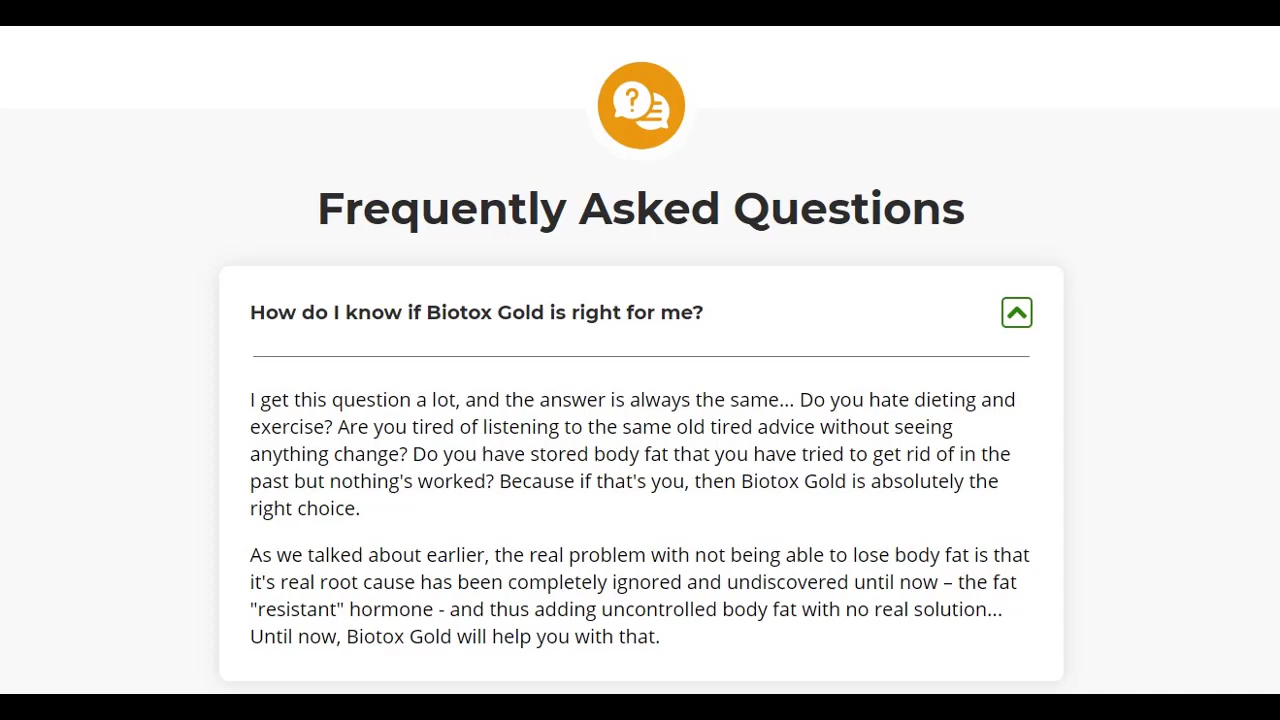 ?
Frequently Asked Questions
How do I know if Biotox Gold is right for me?
I get this question a lot, and the answer is always the same... Do you hate dieting and
exercise? Are you tired of listening to the same old tired advice without seeing
anything change? Do you have stored body fat that you have tried to get rid of in the
past but nothing's worked? Because if that's you, then Biotox Gold is absolutely the
right choice.
As we talked about earlier, the real problem with not being able to lose body fat is that
it's real root cause has been completely ignored and undiscovered until now – the fat
"resistant" hormone - and thus adding uncontrolled body fat with no real solution...
Until now, Biotox Gold will help you with that.